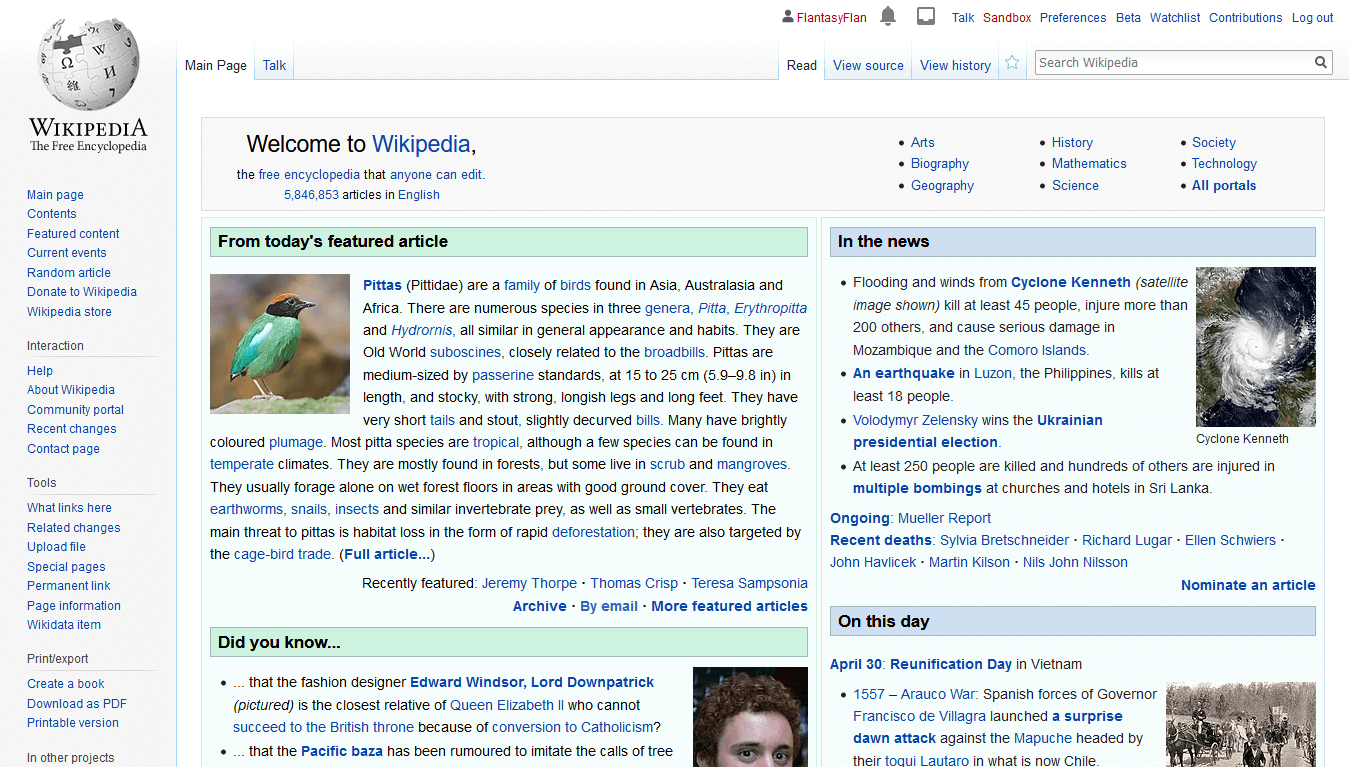 FlantasyFlan Talk Sandbox Preferences Beta Watchlist Contributions Log out
Main Page Talk Read View source View history Search Wikipedia
WIKIPEDIA
The Free Encyclopedia
Main page
Contents
Featured content
Current events
Random article
Donate to Wikipedia
Wikipedia store
Interaction
Help
About Wikipedia
Community portal
Recent changes
Contact page
Tools
What links here
Related changes
Upload file
Special pages
Permanent link
Page information
Wikidata item
Print/export
Create a book
Download as PDF
Printable version
In other projects
Welcome to Wikipedia,
the free encyclopedia that anyone can edit.
5,846,853 articles in English
Arts
Biography
Geography
History
Mathematics
Science
Society
Technology
All portals
From today's featured article
Pittas (Pittidae) are a family of birds found in Asia, Australasia and
Africa. There are numerous species in three genera, Pitta, Erythropitta
and Hydrornis, all similar in general appearance and habits. They are
Old World suboscines, closely related to the broadbills. Pittas are
medium-sized by passerine standards, at 15 to 25 cm (5.9–9.8 in) in
length, and stocky, with strong, longish legs and long feet. They have
very short tails and stout, slightly decurved bills. Many have brightly
coloured plumage. Most pitta species are tropical, although a few species can be found in
temperate climates. They are mostly found in forests, but some live in scrub and mangroves.
They usually forage alone on wet forest floors in areas with good ground cover. They eat
earthworms, snails, insects and similar invertebrate prey, as well as small vertebrates. The
main threat to pittas is habitat loss in the form of rapid deforestation; they are also targeted by
the cage-bird trade. (Full article...)
Recently featured: Jeremy Thorpe · Thomas Crisp · Teresa Sampsonia
Archive · By email · More featured articles
Did you know...
... that the fashion designer Edward Windsor, Lord Downpatrick
(pictured) is the closest relative of Queen Elizabeth II who cannot
succeed to the British throne because of conversion to Catholicism?
... that the Pacific baza has been rumoured to imitate the calls of tree
In the news
Flooding and winds from Cyclone Kenneth (satellite
image shown) kill at least 45 people, injure more than
200 others, and cause serious damage in
Mozambique and the Comoro Islands.
An earthquake in Luzon, the Philippines, kills at
least 18 people.
Volodymyr Zelensky wins the Ukrainian
presidential election.
Cyclone Kenneth
At least 250 people are killed and hundreds of others are injured in
multiple bombings at churches and hotels in Sri Lanka.
Ongoing: Mueller Report
Recent deaths: Sylvia Bretschneider · Richard Lugar · Ellen Schwiers ·
John Havlicek · Martin Kilson · Nils John Nilsson
Nominate an article
On this day
April 30: Reunification Day in Vietnam
1557 – Arauco War: Spanish forces of Governor
Francisco de Villagra launched a surprise
dawn attack against the Mapuche headed by
their toqui Lautaro in what is now Chile.